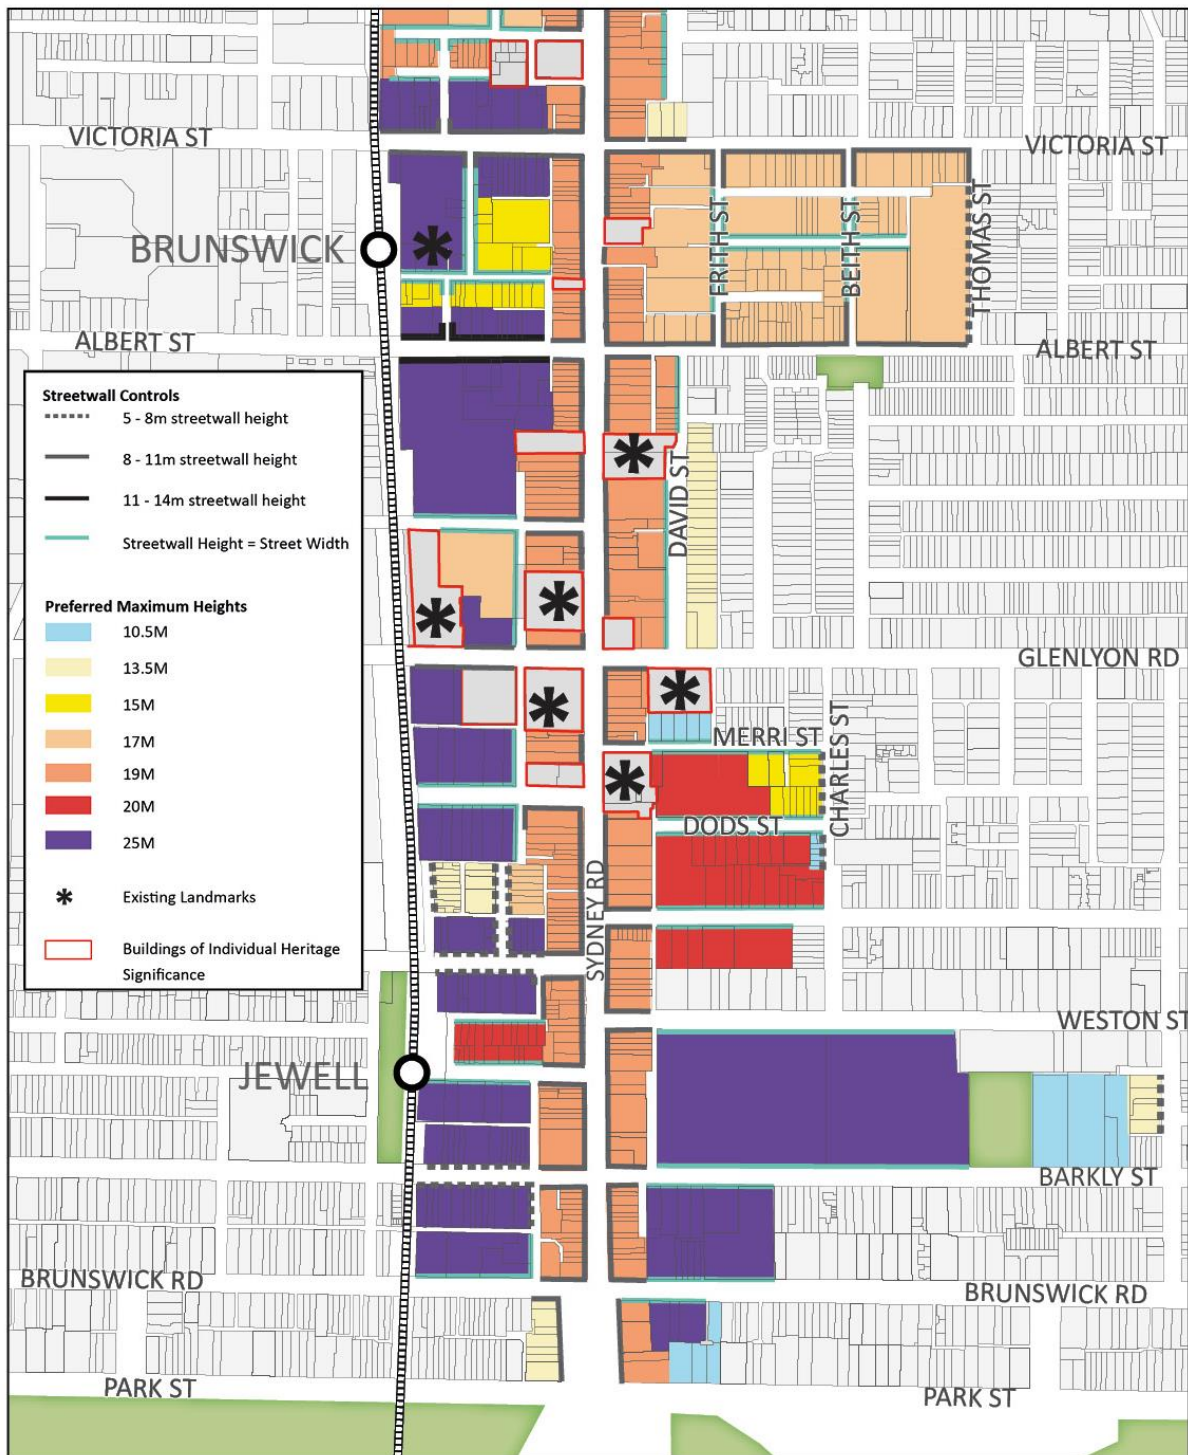 VICTORIA ST
VICTORIA ST
BRUNSWICK
FRITH ST
BEITH ST
THOMAS ST
ALBERT ST
ALBERT ST
Streetwall Controls
5 - 8m streetwall height
8 - 11m streetwall height
11 - 14m streetwall height
Streetwall Height = Street Width
Preferred Maximum Heights
10.5M
13.5M
15M
17M
19M
20M
25M
Existing Landmarks
Buildings of Individual Heritage
Significance
DAVID ST
GLENLYON RD
MERRI ST
CHARLES ST
DODS ST
SYDNEY RD
WESTON ST
JEWELL
BARKLY ST
BRUNSWICK RD
BRUNSWICK RD
PARK ST
PARK ST